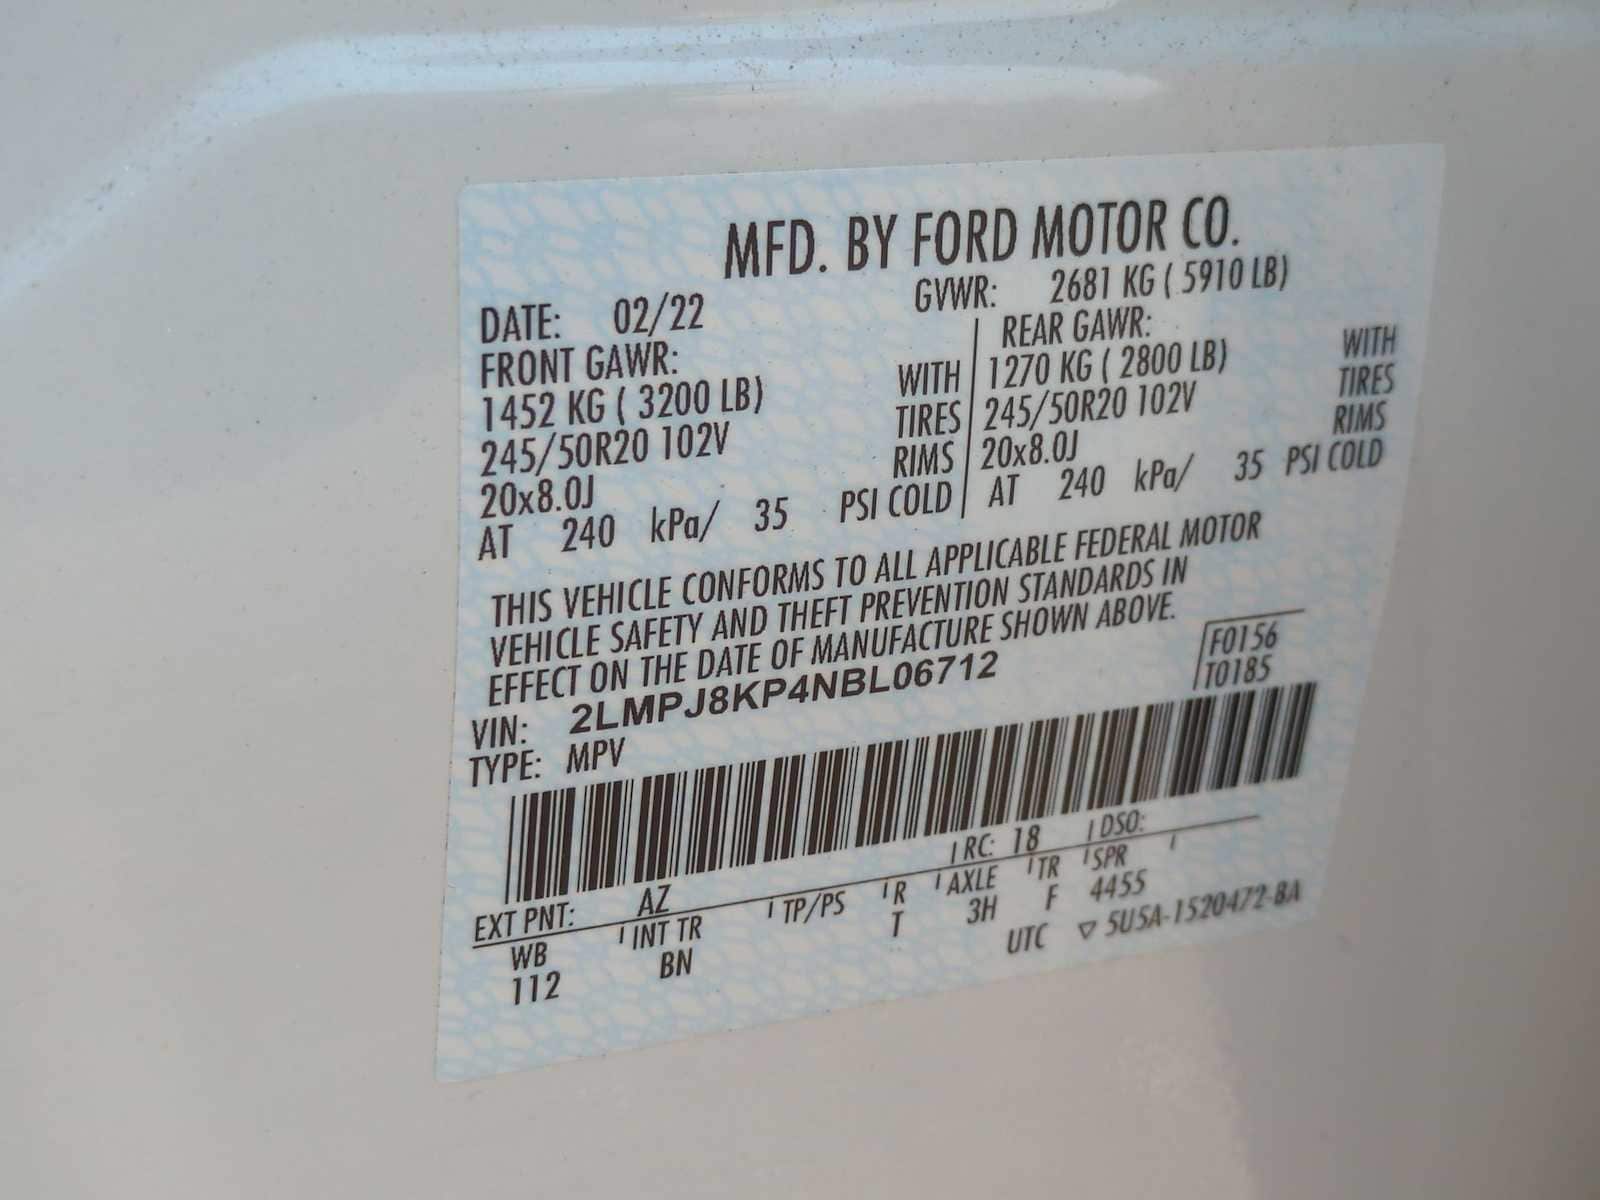 MFD. BY FORD MOTOR CO.
DATE: 02/22 GVWR: 2681 KG ( 5910 LB)
FRONT GAWR: REAR GAWR:
1452 KG ( 3200 LB) WITH 1270 KG ( 2800 LB) WITH
245/50R20 102V TIRES 245/50R20 102V TIRES
20x8.0J RIMS 20x8.0J RIMS
AT 240 kPa/ 35 PSI COLD AT 240 kPa/ 35 PSI COLD
THIS VEHICLE CONFORMS TO ALL APPLICABLE FEDERAL MOTOR
VEHICLE SAFETY AND THEFT PREVENTION STANDARDS IN
EFFECT ON THE DATE OF MANUFACTURE SHOWN ABOVE.
VIN: 2LMPJ8KP4NBL06712 F0156
TYPE: MPV T0185
EXT PNT: AZ RC: 18 DSO:
WB INT TR TP/PS R AXLE TR SPR
112 BN T 3H F 4455
UTC ▽ 5U5A-1520472-BA